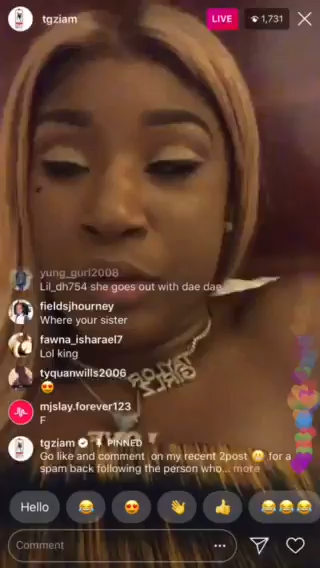 tgziam
LIVE
1,731
yung_gurl2008
Lil_dh754 she goes out with dae dae
fieldsjhourney
Where your sister
fawna_isharael7
Lol king
tyquanwills2006
😍
mjslay.forever123
F
tgziam PINNED
Go like and comment on my recent 2post 😬 for a
spam back following the person who... more
Hello 😂 😍 👋 👍 😂😂😂
Comment